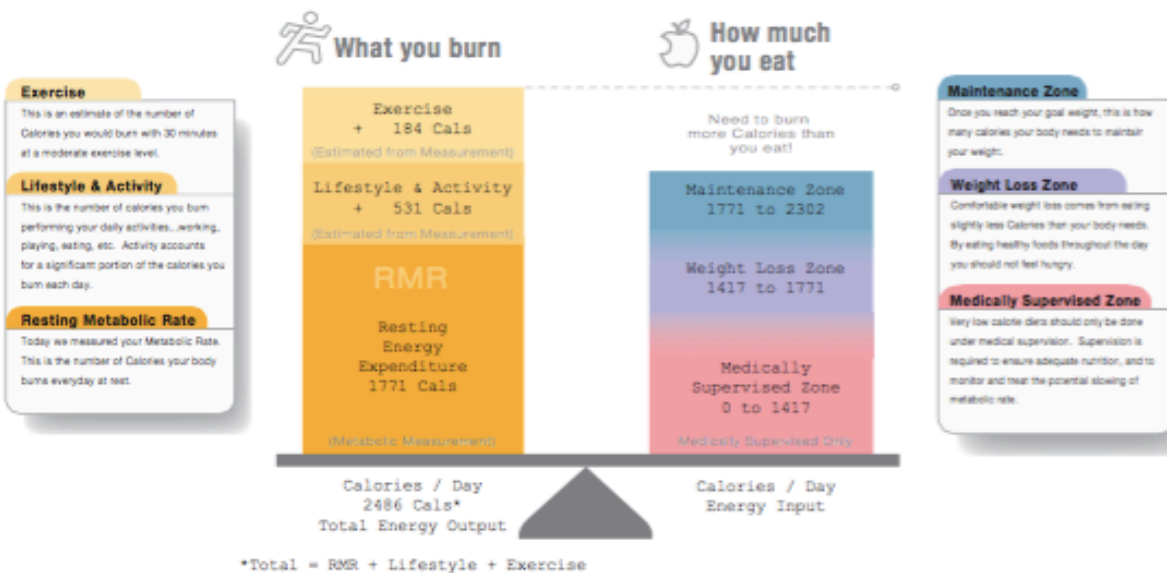 What you burn
How much
you eat
Exercise
This is an estimate of the number of
Calories you would burn with 30 minutes
at a moderate exercise level.
Lifestyle & Activity
This is the number of calories you burn
performing your daily activities...working,
playing, eating, etc. Activity accounts
for a significant portion of the calories you
burn each day.
Resting Metabolic Rate
Today we measured your Metabolic Rate.
This is the number of Calories your body
burns everyday at rest.
Exercise
+ 184 Cals
(Estimated from Measurement)
Lifestyle & Activity
+ 531 Cals
(Estimated from Measurement)
RMR
Resting
Energy
Expenditure
1771 Cals
(Metabolic Measurement)
Need to burn
more Calories than
you eat!
Maintenance Zone
1771 to 2302
Weight Loss Zone
1417 to 1771
Medically
Supervised Zone
0 to 1417
Medically Supervised Only
Maintenance Zone
Once you reach your goal weight, this is how
many calories your body needs to maintain
your weight.
Weight Loss Zone
Comfortable weight loss comes from eating
slightly less Calories then your body needs.
By eating healthy foods throughout the day
you should not feel hungry.
Medically Supervised Zone
Very low calorie diets should only be done
under medical supervision. Supervision is
required to ensure adequate nutrition, and to
monitor and treat the potential slowing of
metabolic rate.
Calories / Day
2486 Cals*
Total Energy Output
Calories / Day
Energy Input
*Total = RMR + Lifestyle + Exercise